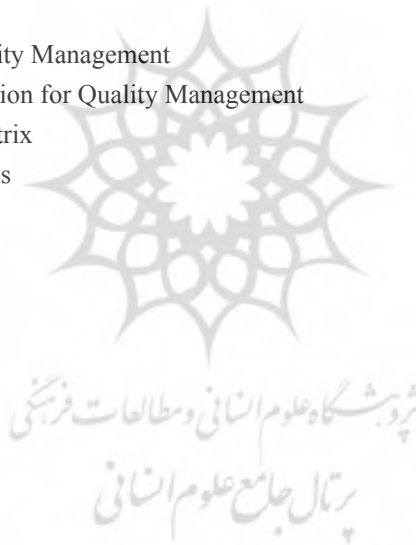 ity Management
ion for Quality Management
trix
s
پژوهشگاه علوم انسانی و مطالعات فرهنگی
پرتال جامع علوم انسانی